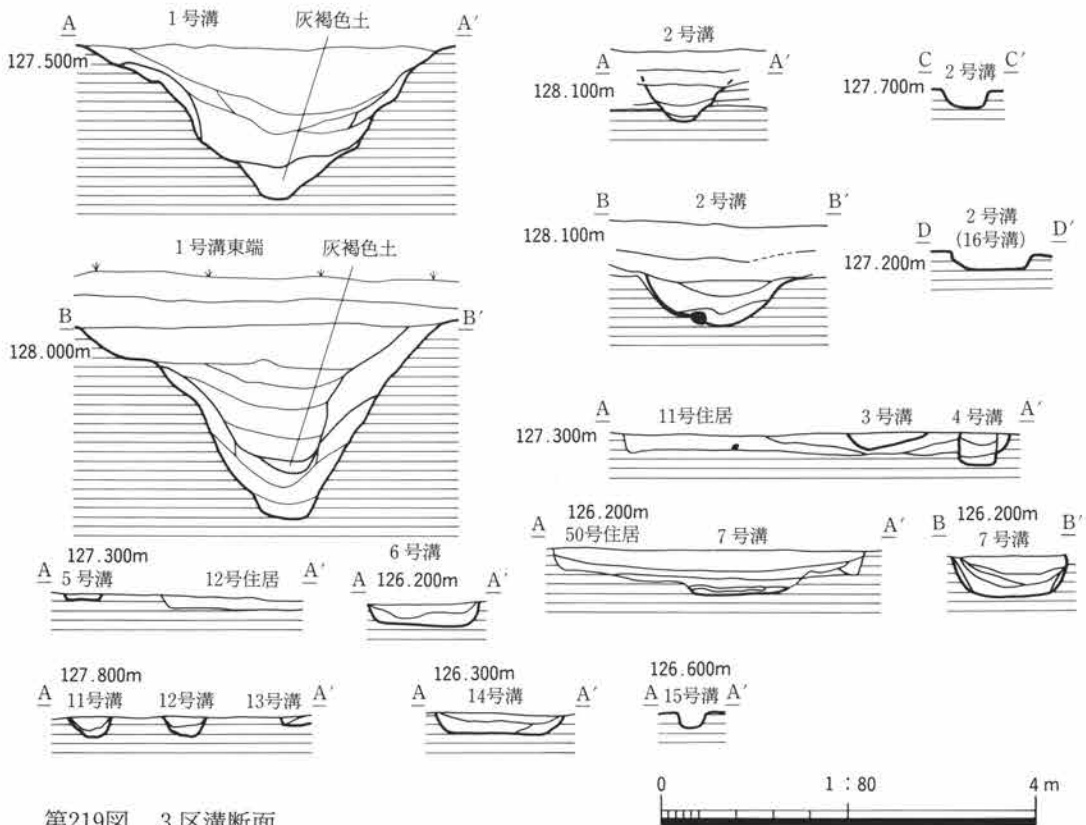 A 1号溝 灰褐色土 A′
127.500m
2号溝
A A′
128.100m
C 2号溝 C′
127.700m
1号溝東端 灰褐色土
B B′
128.000m
B 2号溝 B′
128.100m
2号溝
D (16号溝) D′
127.200m
A 11号住居 3号溝 4号溝 A′
127.300m
127.300m
A 5号溝 12号住居 A′
6号溝
A 126.200m A′
126.200m
A 50号住居 7号溝 A′
B 126.200m B′
7号溝
127.800m
A 11号溝 12号溝 13号溝 A′
126.300m
A 14号溝 A′
126.600m
A 15号溝 A′
0 1:80 4m
第219図 3区溝断面